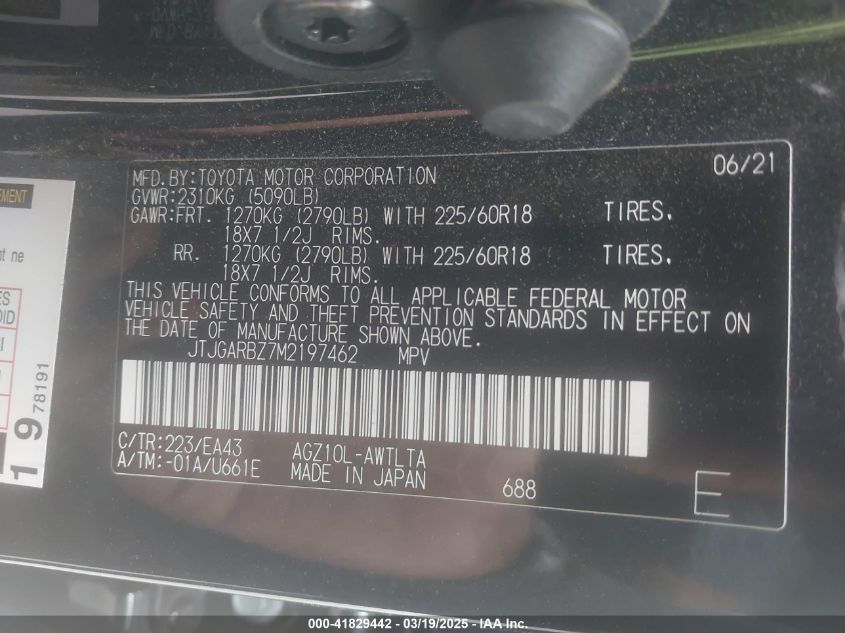 MFD.BY:TOYOTA MOTOR CORPORATION 06/21
GVWR:2310KG (5090LB)
GAWR:FRT. 1270KG (2790LB) WITH 225/60R18 TIRES.
18X7 1/2J RIMS.
RR. 1270KG (2790LB) WITH 225/60R18 TIRES.
18X7 1/2J RIMS.
THIS VEHICLE CONFORMS TO ALL APPLICABLE FEDERAL MOTOR
VEHICLE SAFETY AND THEFT PREVENTION STANDARDS IN EFFECT ON
THE DATE OF MANUFACTURE SHOWN ABOVE.
JTJGARBZ7M2197462 MPV
C/TR:223/EA43 AGZ10L-AWTLTA
A/TM:-01A/U661E MADE IN JAPAN 688 E
19 78191
000-41829442 - 03/19/2025 - IAA Inc.